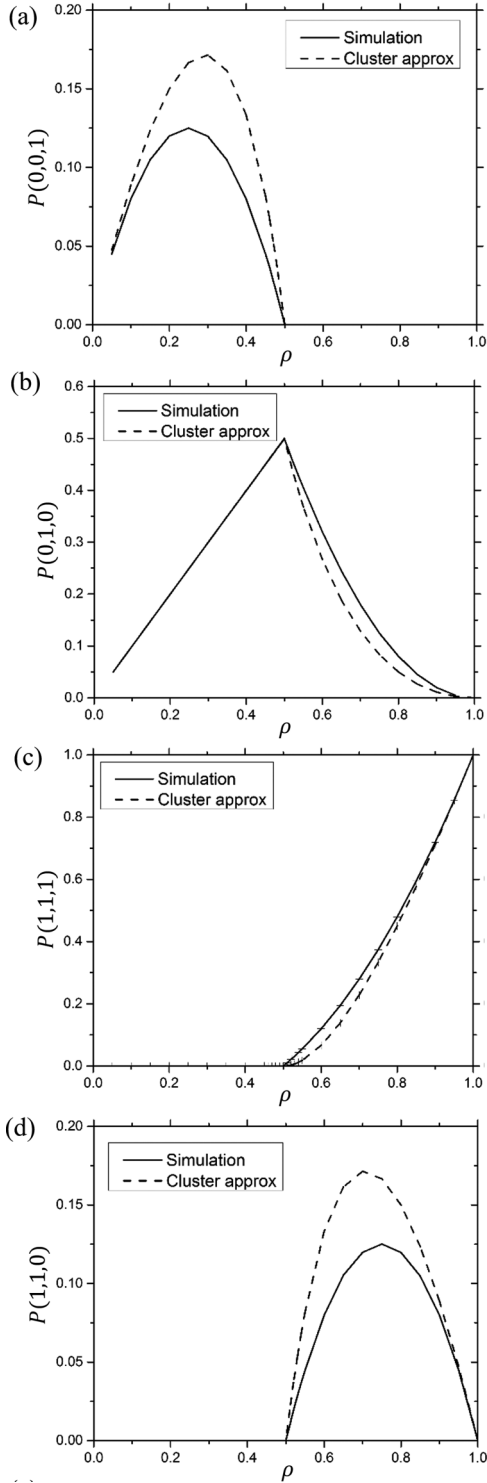 (a)
0.20
0.15
0.10
0.05
0.00
P(0,0,1)
Simulation
Cluster approx
0.0 0.2 0.4 0.6 0.8 1.0
ρ
(b)
0.6
0.5
0.4
0.3
0.2
0.1
0.0
P(0,1,0)
Simulation
Cluster approx
0.0 0.2 0.4 0.6 0.8 1.0
ρ
(c)
1.0
0.8
0.6
0.4
0.2
0.0
P(1,1,1)
Simulation
Cluster approx
0.0 0.2 0.4 0.6 0.8 1.0
ρ
(d)
0.20
0.15
0.10
0.05
0.00
P(1,1,0)
Simulation
Cluster approx
0.0 0.2 0.4 0.6 0.8 1.0
ρ